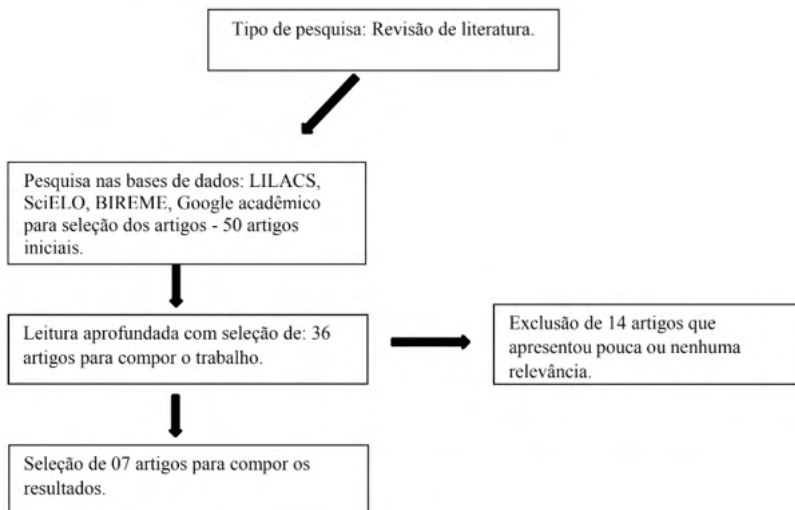 Tipo de pesquisa: Revisão de literatura.
Pesquisa nas bases de dados: LILACS,
SciELO, BIREME, Google acadêmico
para seleção dos artigos - 50 artigos
iniciais.
Leitura aprofundada com seleção de: 36
artigos para compor o trabalho.
Exclusão de 14 artigos que
apresentou pouca ou nenhuma
relevância.
Seleção de 07 artigos para compor os
resultados.